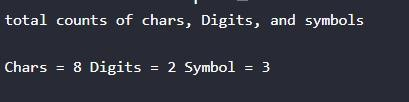 total counts of chars, Digits, and symbols
Chars = 8 Digits = 2 Symbol = 3